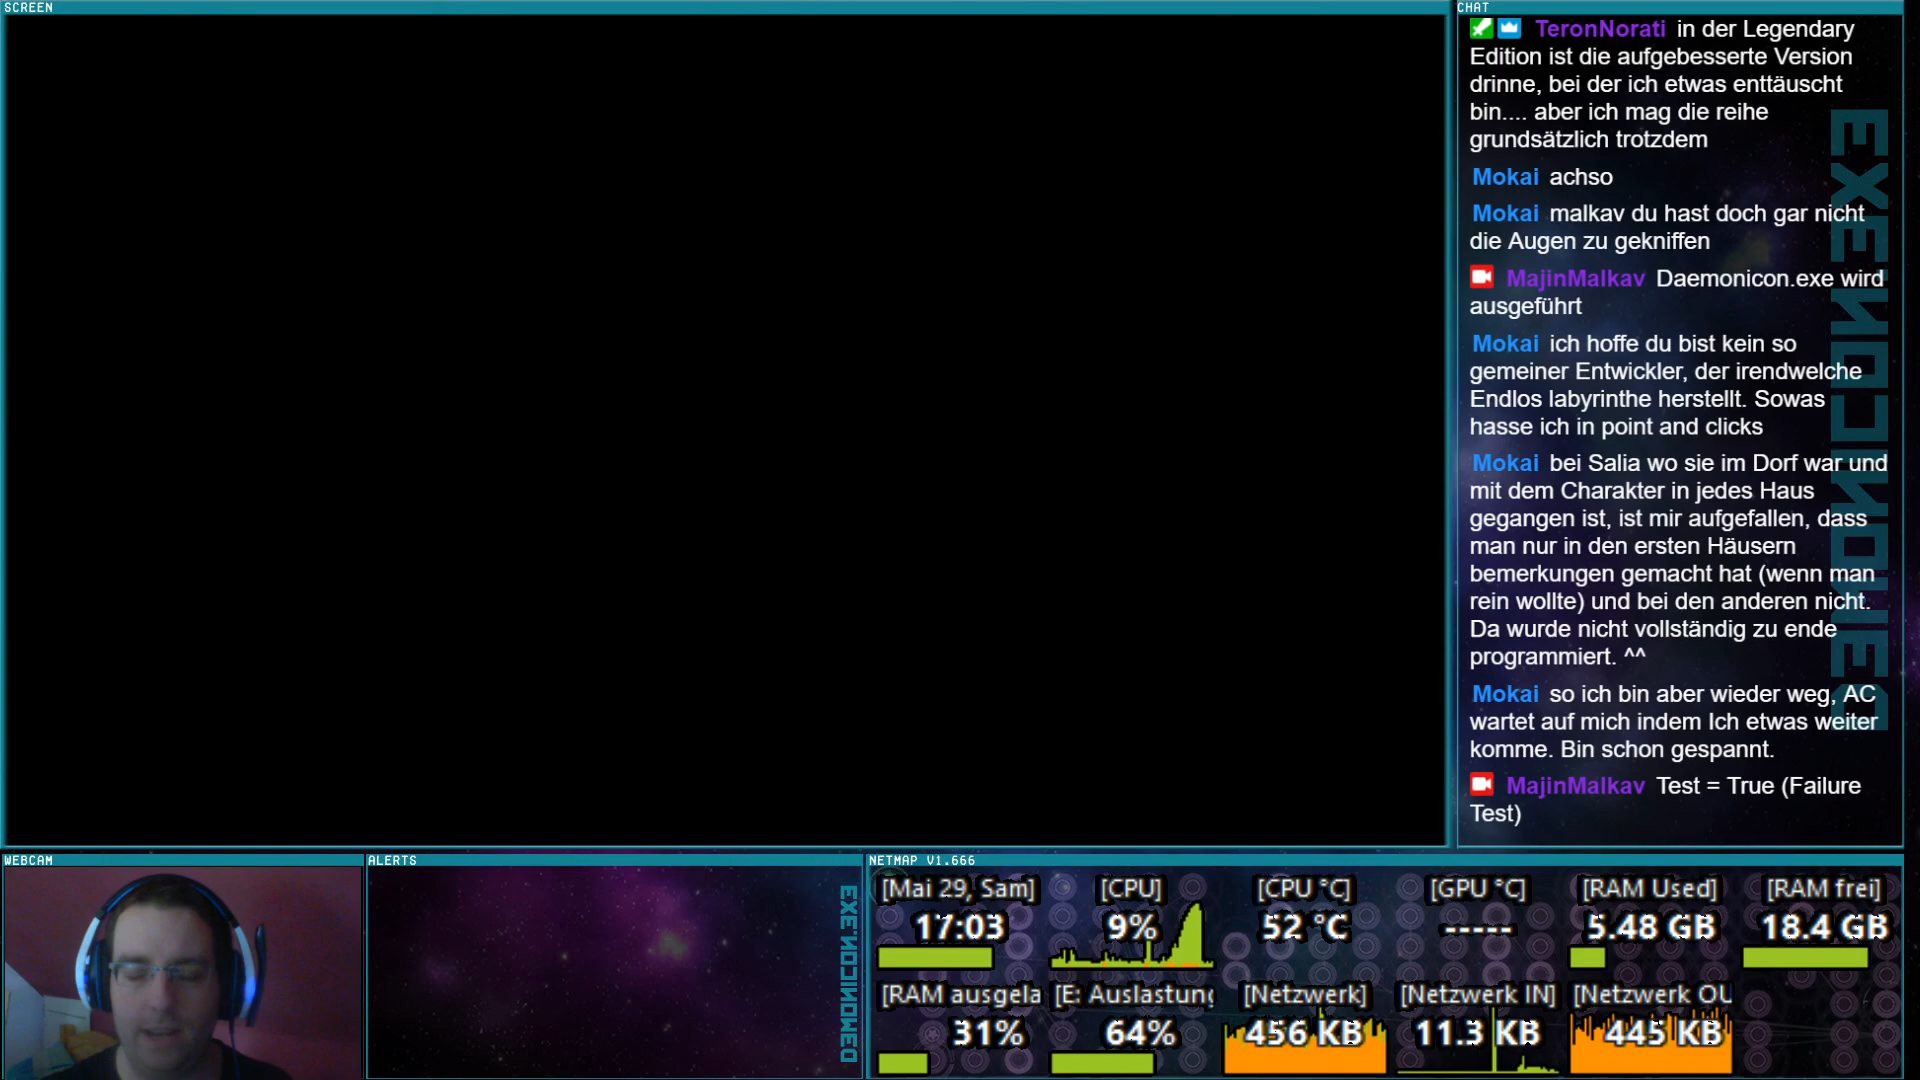 SCREEN
CHAT
TeronNorati in der Legendary
Edition ist die aufgebesserte Version
drinne, bei der ich etwas enttäuscht
bin.... aber ich mag die reihe
grundsätzlich trotzdem
Mokai achso
Mokai malkav du hast doch gar nicht
die Augen zu gekniffen
MajinMalkav Daemonicon.exe wird
ausgeführt
Mokai ich hoffe du bist kein so
gemeiner Entwickler, der irendwelche
Endlos labyrinthe herstellt. Sowas
hasse ich in point and clicks
Mokai bei Salia wo sie im Dorf war und
mit dem Charakter in jedes Haus
gegangen ist, ist mir aufgefallen, dass
man nur in den ersten Häusern
bemerkungen gemacht hat (wenn man
rein wollte) und bei den anderen nicht.
Da wurde nicht vollständig zu ende
programmiert. ^^
Mokai so ich bin aber wieder weg, AC
wartet auf mich indem Ich etwas weiter
komme. Bin schon gespannt.
MajinMalkav Test = True (Failure
Test)
WEBCAM
ALERTS
NETMAP V1.666
[Mai 29, Sam] [CPU] [CPU °C] [GPU °C] [RAM Used] [RAM frei]
17:03 9% 52 °C ----- 5.48 GB 18.4 GB
[RAM ausgela [E: Auslastung [Netzwerk] [Netzwerk IN] [Netzwerk OU
31% 64% 456 KB 11.3 KB 445 KB